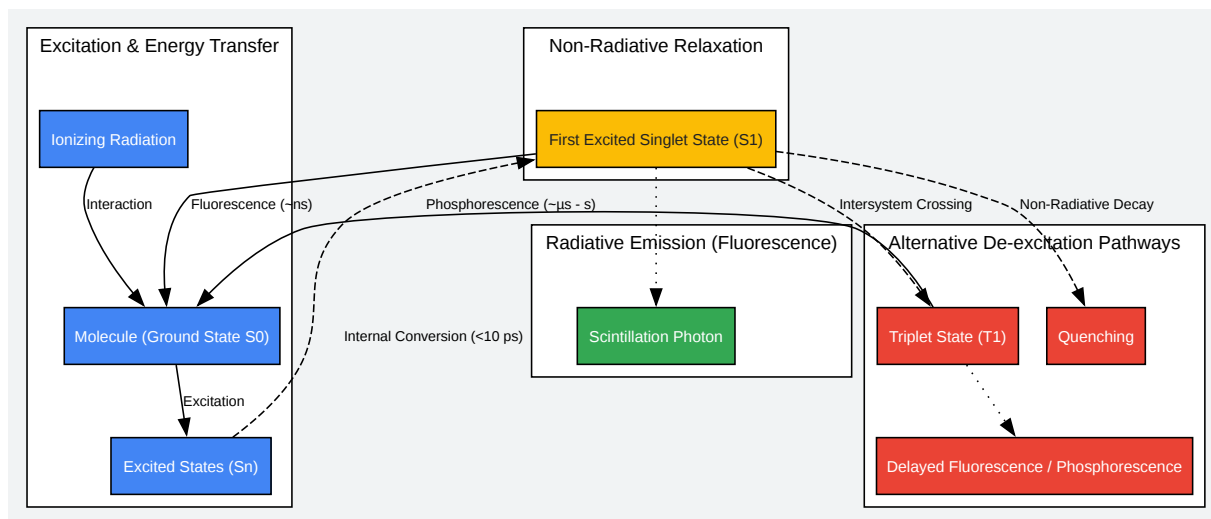 Excitation & Energy Transfer
Non-Radiative Relaxation
Ionizing Radiation
First Excited Singlet State (S1)
Interaction
Fluorescence (~ns)
Phosphorescence (~μs - s)
Intersystem Crossing
Non-Radiative Decay
Radiative Emission (Fluorescence)
Alternative De-excitation Pathways
Molecule (Ground State S0)
Internal Conversion (<10 ps)
Scintillation Photon
Triplet State (T1)
Quenching
Excitation
Excited States (Sn)
Delayed Fluorescence / Phosphorescence